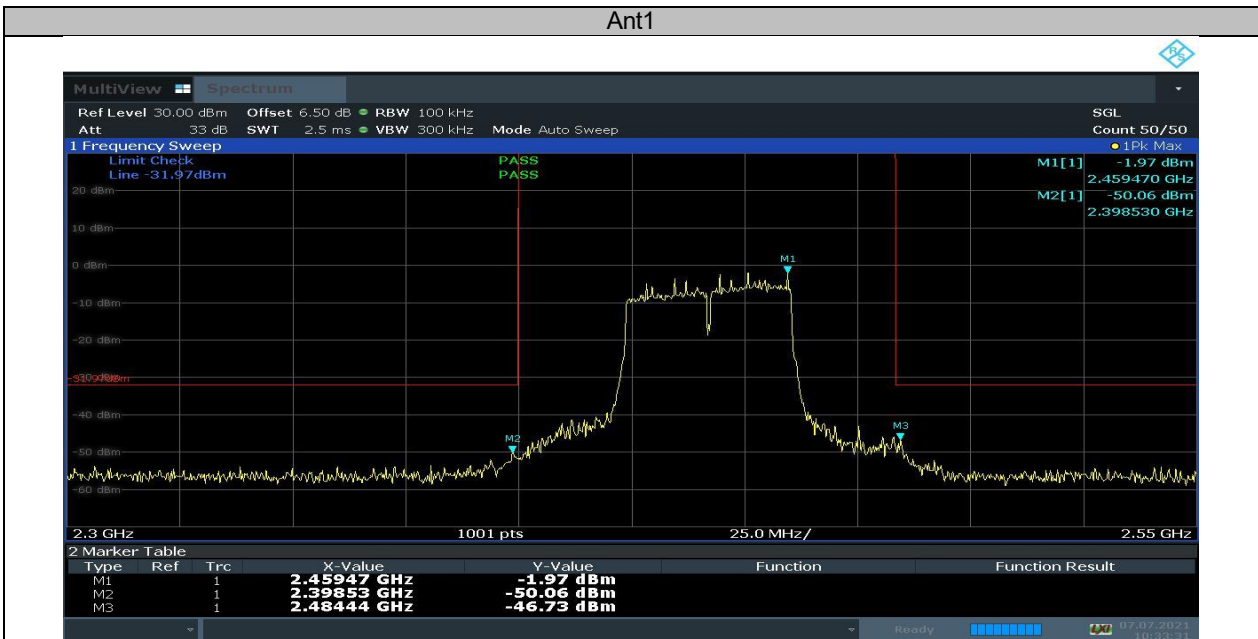 Ant1
R&S
MultiView Spectrum
Ref Level 30.00 dBm Offset 6.50 dB RBW 100 kHz SGL
Att 33 dB SWT 2.5 ms VBW 300 kHz Mode Auto Sweep Count 50/50
1 Frequency Sweep 1Pk Max
Limit Check PASS M1[1] -1.97 dBm
Line -31.97dBm PASS 2.459470 GHz
20 dBm M2[1] -50.06 dBm
2.398530 GHz
10 dBm
M1
0 dBm
-10 dBm
-20 dBm
-31.97dBm
-40 dBm
M2 M3
-50 dBm
-60 dBm
2.3 GHz 1001 pts 25.0 MHz/ 2.55 GHz
2 Marker Table
Type Ref Trc X-Value Y-Value Function Function Result
M1 1 2.45947 GHz -1.97 dBm
M2 1 2.39853 GHz -50.06 dBm
M3 1 2.48444 GHz -46.73 dBm
Ready 07.07.2021
10:33:31